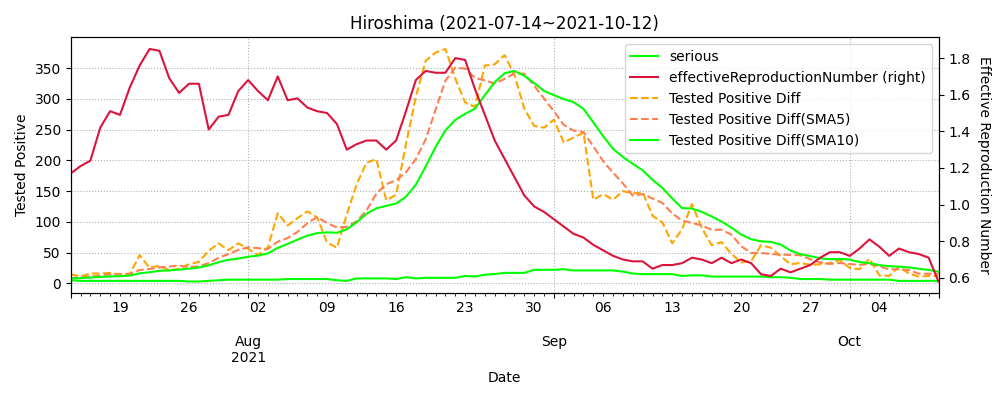 Hiroshima (2021-07-14~2021-10-12)
serious
effectiveReproductionNumber (right)
Tested Positive Diff
Tested Positive Diff(SMA5)
Tested Positive Diff(SMA10)
Tested Positive
350
300
250
200
150
100
50
0
1.8
1.6
1.4
1.2
1.0
0.8
0.6
Effective Reproduction Number
19 26 02 09 16 23 30 06 13 20 27 04
Aug Sep Oct
2021
Date